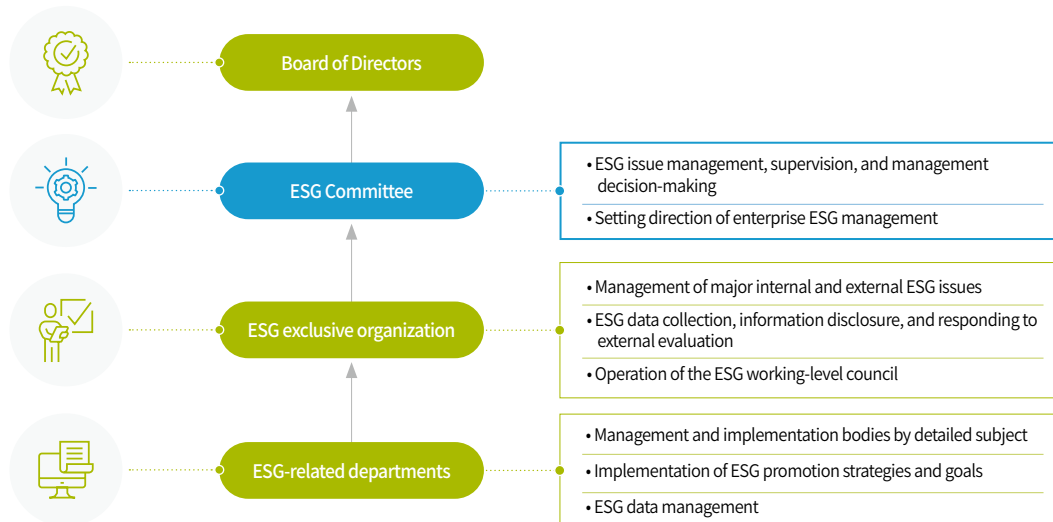 Board of Directors
ESG Committee
• ESG issue management, supervision, and management
decision-making
• Setting direction of enterprise ESG management
ESG exclusive organization
• Management of major internal and external ESG issues
• ESG data collection, information disclosure, and responding to
external evaluation
• Operation of the ESG working-level council
ESG-related departments
• Management and implementation bodies by detailed subject
• Implementation of ESG promotion strategies and goals
• ESG data management